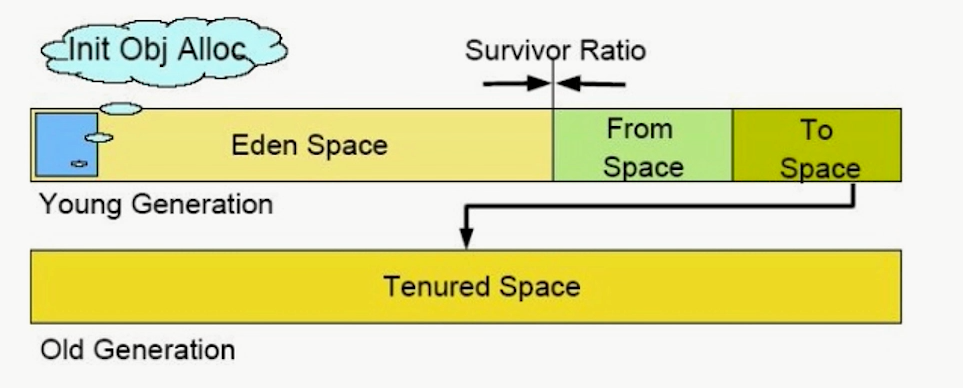 Init Obj Alloc
Survivor Ratio
Eden Space
From
Space
To
Space
Young Generation
Tenured Space
Old Generation